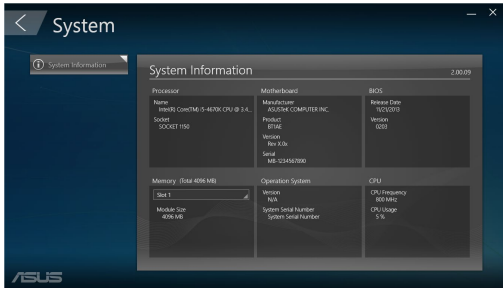 System
System Information
System Information
2.00.09
Processor
Name
Intel(R) Core(TM) i5-4670K CPU @ 3.4...
Socket
SOCKET 1150
Motherboard
Manufacturer
ASUSTeK COMPUTER INC.
Product
BT1AE
Version
Rev X.0x
Serial
MB-1234567890
BIOS
Release Date
11/21/2013
Version
0203
Memory (Total 4096 MB)
Slot 1
Module Size
4096 MB
Operation System
Version
N/A
System Serial Number
System Serial Number
CPU
CPU Frequency
800 MHz
CPU Usage
5 %
ASUS